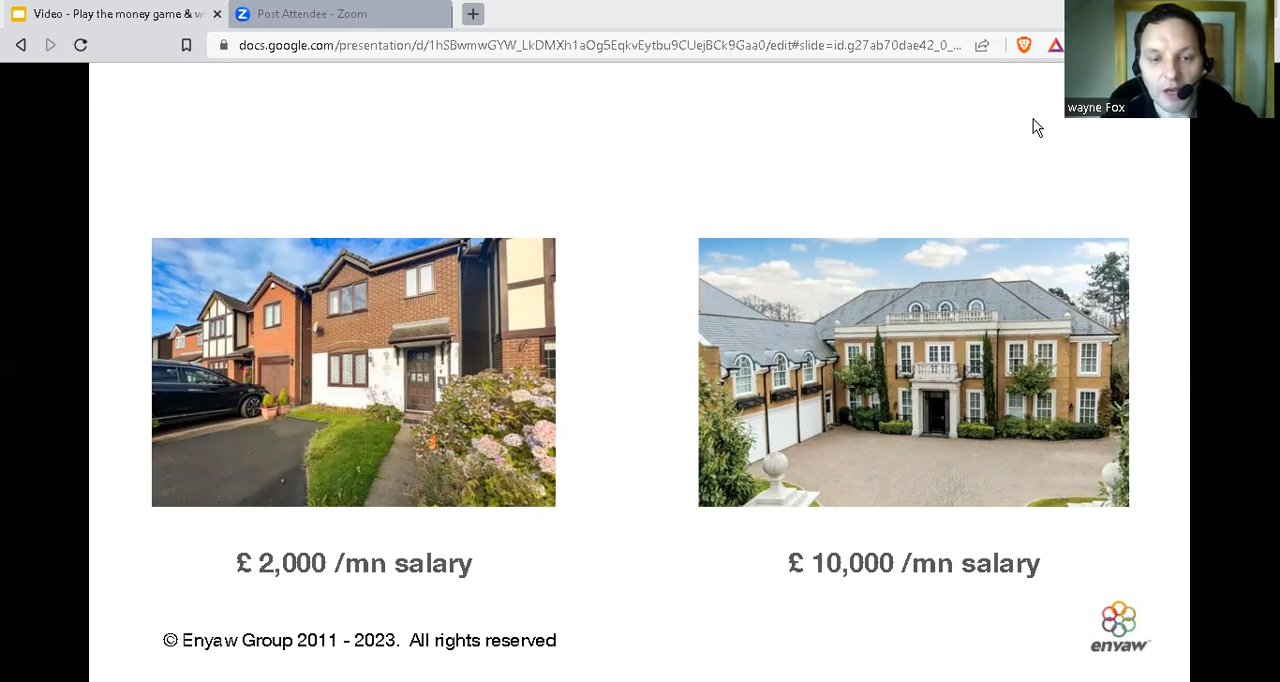 Video - Play the money game & w
Post Attendee - Zoom
docs.google.com/presentation/d/1hSBwmwGYW_LkDMXh1aOg5EqkvEytbu9CUejBCk9Gaa0/edit#slide=id.g27ab70dae42_0_...
wayne Fox
£ 2,000 /mn salary
£ 10,000 /mn salary
© Enyaw Group 2011 - 2023. All rights reserved
enyaw